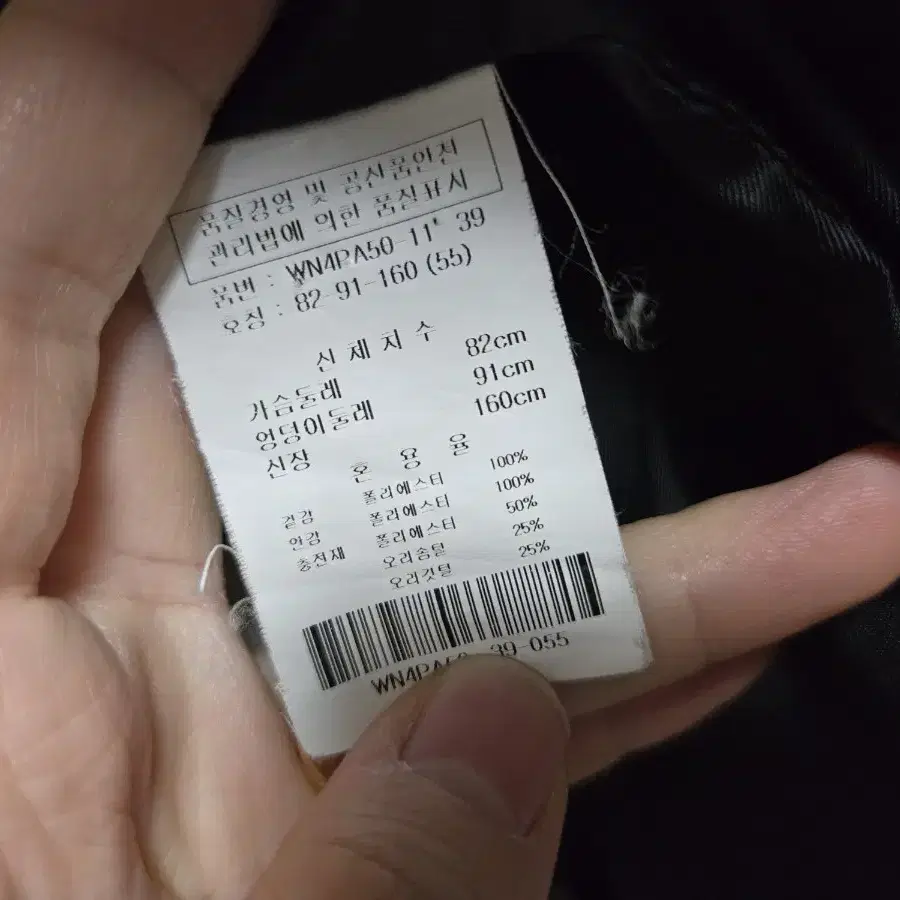 품질경영 및 공산품안전
관리법에 의한 품질표시
품번 : WN4PA50-11" 39
호칭 : 82-91-160 (55)
신 체 치 수
가슴둘레 82cm
엉덩이둘레 91cm
신장 160cm
혼 용 율
겉감 폴리에스터 100%
안감 폴리에스터 100%
충전재 폴리에스터 50%
오리솜털 25%
오리깃털 25%
39-055